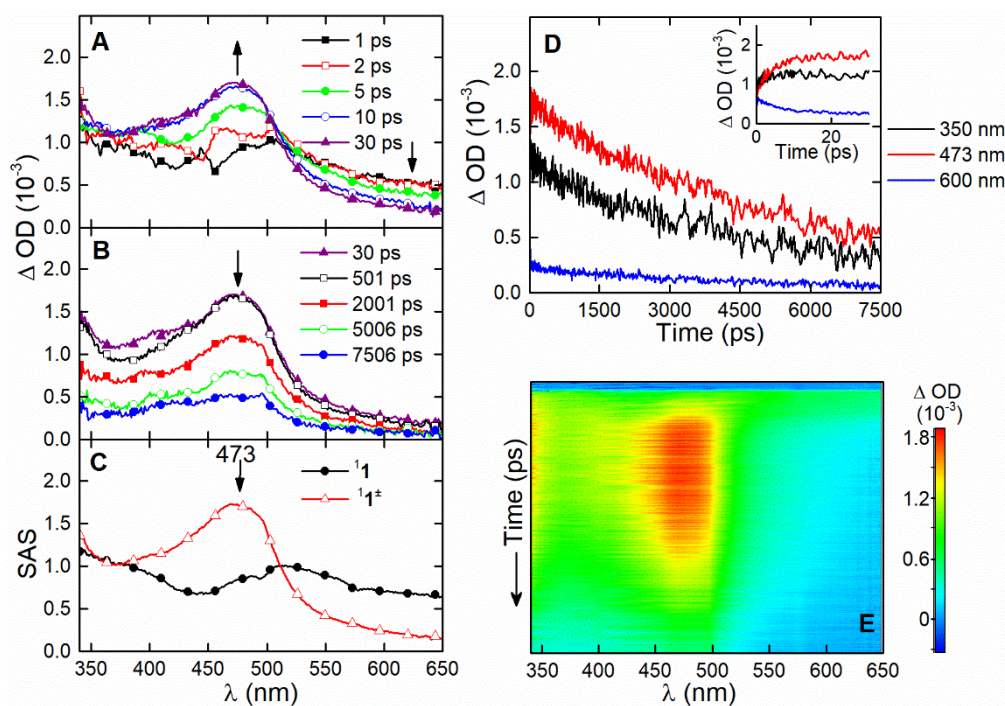 A
1 ps
2 ps
5 ps
10 ps
30 ps
2.0
1.5
1.0
0.5
0.0
B
30 ps
501 ps
2001 ps
5006 ps
7506 ps
1.5
1.0
0.5
0.0
Δ OD (10⁻³)
C
473
¹1
¹1±
1.5
1.0
0.5
0.0
SAS
350 400 450 500 550 600 650
λ (nm)
D
2.0
1.5
1.0
0.5
0.0
Δ OD (10⁻³)
0 1500 3000 4500 6000 7500
Time (ps)
2
1
0
Δ OD (10⁻³)
0 20
Time (ps)
350 nm
473 nm
600 nm
E
Time (ps)
350 400 450 500 550 600 650
λ (nm)
Δ OD
(10⁻³)
1.8
1.2
0.6
0